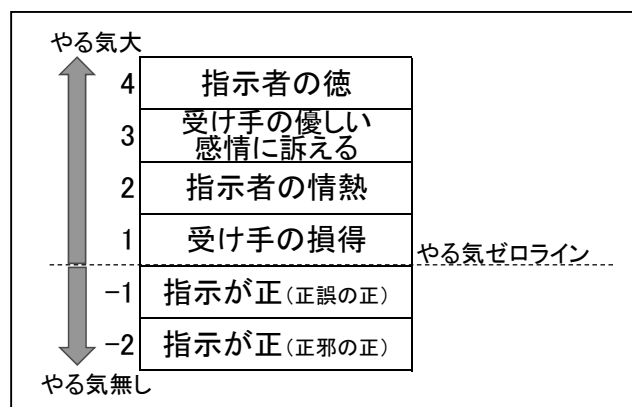 やる気大
4 指示者の徳
3 受け手の優しい
感情に訴える
2 指示者の情熱
1 受け手の損得
やる気ゼロライン
-1 指示が正(正誤の正)
-2 指示が正(正邪の正)
やる気無し